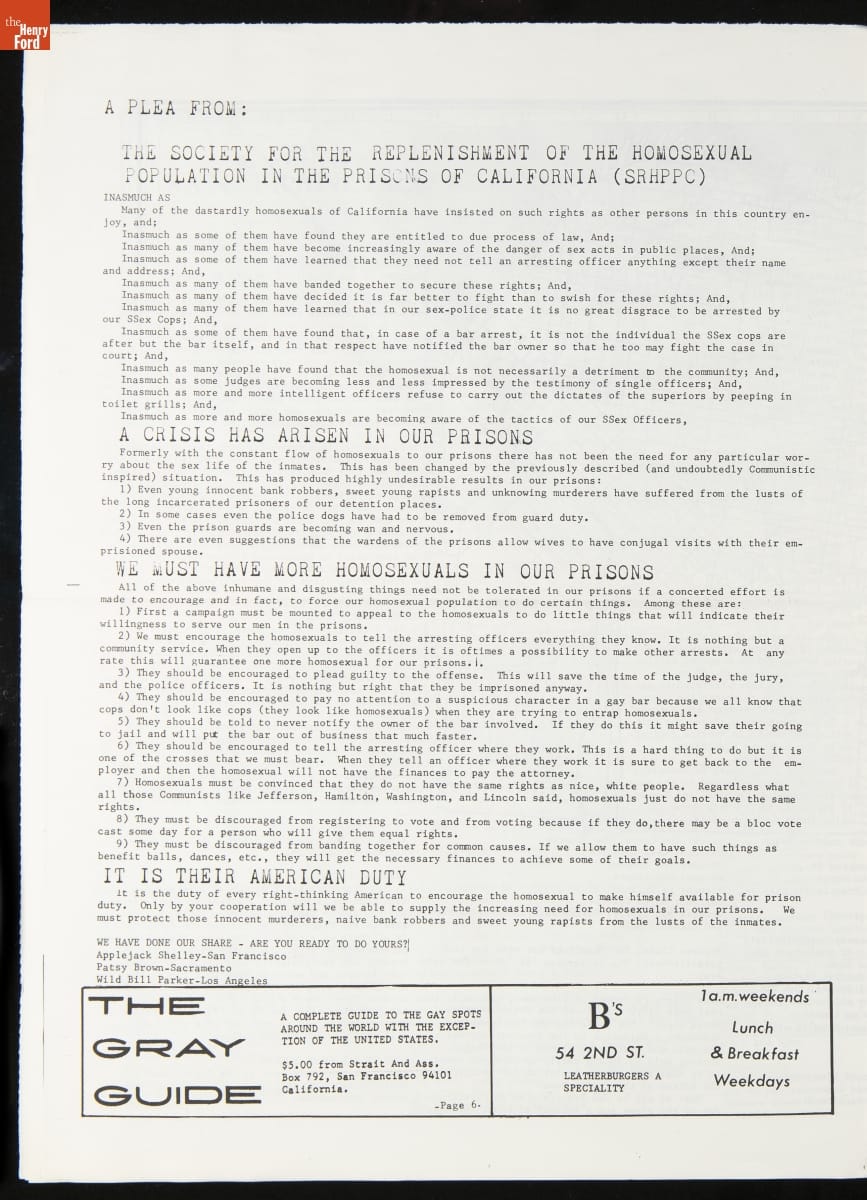 the
Henry
Ford
A PLEA FROM:
THE SOCIETY FOR THE REPLENISHMENT OF THE HOMOSEXUAL
POPULATION IN THE PRISONS OF CALIFORNIA (SRHPPC)
INASMUCH AS
Many of the dastardly homosexuals of California have insisted on such rights as other persons in this country en-
joy, and;
Inasmuch as some of them have found they are entitled to due process of law, And;
Inasmuch as many of them have become increasingly aware of the danger of sex acts in public places, And;
Inasmuch as some of them have learned that they need not tell an arresting officer anything except their name
and address; And,
Inasmuch as many of them have banded together to secure these rights; And,
Inasmuch as many of them have decided it is far better to fight than to swish for these rights; And,
Inasmuch as many of them have learned that in our sex-police state it is no great disgrace to be arrested by
our SSex Cops; And,
Inasmuch as some of them have found that, in case of a bar arrest, it is not the individual the SSex cops are
after but the bar itself, and in that respect have notified the bar owner so that he too may fight the case in
court; And,
Inasmuch as many people have found that the homosexual is not necessarily a detriment to the community; And,
Inasmuch as some judges are becoming less and less impressed by the testimony of single officers; And,
Inasmuch as more and more intelligent officers refuse to carry out the dictates of the superiors by peeping in
toilet grills; And,
Inasmuch as more and more homosexuals are becoming aware of the tactics of our SSex Officers,
A CRISIS HAS ARISEN IN OUR PRISONS
Formerly with the constant flow of homosexuals to our prisons there has not been the need for any particular wor-
ry about the sex life of the inmates. This has been changed by the previously described (and undoubtedly Communistic
inspired) situation. This has produced highly undesirable results in our prisons:
1) Even young innocent bank robbers, sweet young rapists and unknowing murderers have suffered from the lusts of
the long incarcerated prisoners of our detention places.
2) In some cases even the police dogs have had to be removed from guard duty.
3) Even the prison guards are becoming wan and nervous.
4) There are even suggestions that the wardens of the prisons allow wives to have conjugal visits with their em-
prisioned spouse.
WE MUST HAVE MORE HOMOSEXUALS IN OUR PRISONS
All of the above inhumane and disgusting things need not be tolerated in our prisons if a concerted effort is
made to encourage and in fact, to force our homosexual population to do certain things. Among these are:
1) First a campaign must be mounted to appeal to the homosexuals to do little things that will indicate their
willingness to serve our men in the prisons.
2) We must encourage the homosexuals to tell the arresting officers everything they know. It is nothing but a
community service. When they open up to the officers it is oftimes a possibility to make other arrests. At any
rate this will guarantee one more homosexual for our prisons.i.
3) They should be encouraged to plead guilty to the offense. This will save the time of the judge, the jury,
and the police officers. It is nothing but right that they be imprisoned anyway.
4) They should be encouraged to pay no attention to a suspicious character in a gay bar because we all know that
cops don't look like cops (they look like homosexuals) when they are trying to entrap homosexuals.
5) They should be told to never notify the owner of the bar involved. If they do this it might save their going
to jail and will put the bar out of business that much faster.
6) They should be encouraged to tell the arresting officer where they work. This is a hard thing to do but it is
one of the crosses that we must bear. When they tell an officer where they work it is sure to get back to the em-
ployer and then the homosexual will not have the finances to pay the attorney.
7) Homosexuals must be convinced that they do not have the same rights as nice, white people. Regardless what
all those Communists like Jefferson, Hamilton, Washington, and Lincoln said, homosexuals just do not have the same
rights.
8) They must be discouraged from registering to vote and from voting because if they do,there may be a bloc vote
cast some day for a person who will give them equal rights.
9) They must be discouraged from banding together for common causes. If we allow them to have such things as
benefit balls, dances, etc., they will get the necessary finances to achieve some of their goals.
IT IS THEIR AMERICAN DUTY
it is the duty of every right-thinking American to encourage the homosexual to make himself available for prison
duty. Only by your cooperation will we be able to supply the increasing need for homosexuals in our prisons. We
must protect those innocent murderers, naive bank robbers and sweet young rapists from the lusts of the inmates.
WE HAVE DONE OUR SHARE - ARE YOU READY TO DO YOURS?
Applejack Shelley-San Francisco
Patsy Brown-Sacramento
Wild Bill Parker-Los Angeles
THE
GRAY
GUIDE
A COMPLETE GUIDE TO THE GAY SPOTS
AROUND THE WORLD WITH THE EXCEP-
TION OF THE UNITED STATES.
$5.00 from Strait And Ass.
Box 792, San Francisco 94101
California.
-Page 6-
B's
54 2ND ST.
LEATHERBURGERS A
SPECIALITY
1a.m.weekends
Lunch
& Breakfast
Weekdays